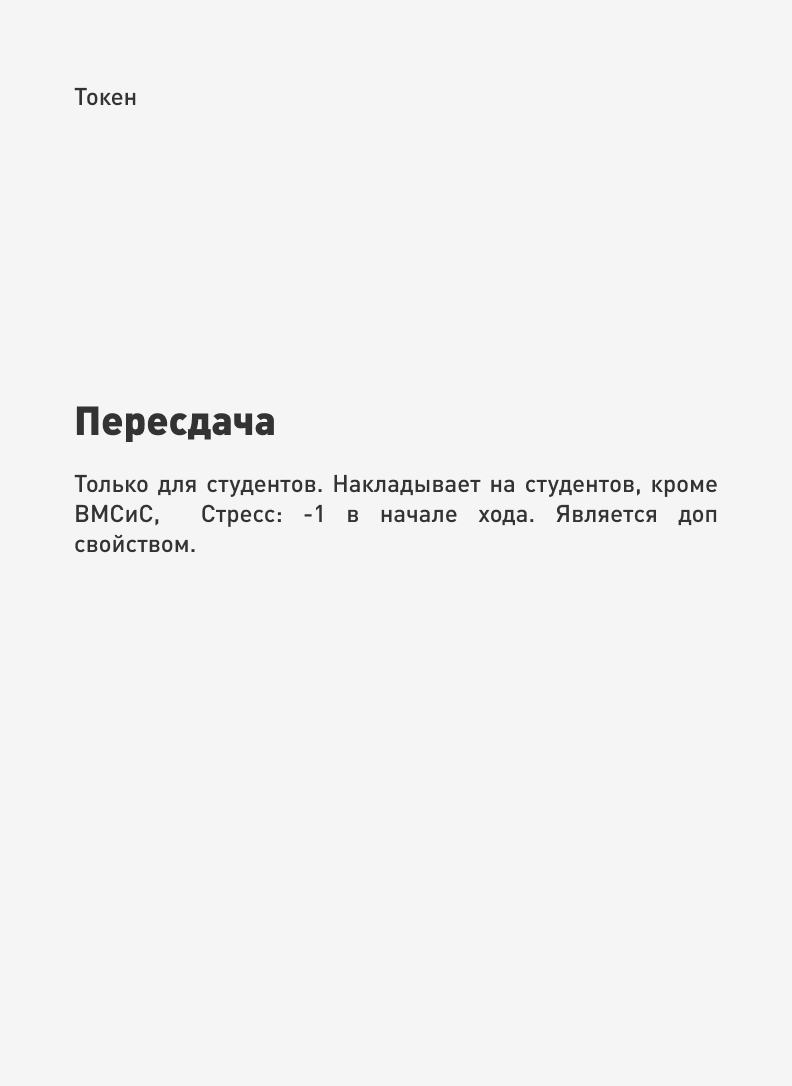 Токен
Пересдача
Только для студентов. Накладывает на студентов, кроме
ВМСиС, Стресс: -1 в начале хода. Является доп
свойством.